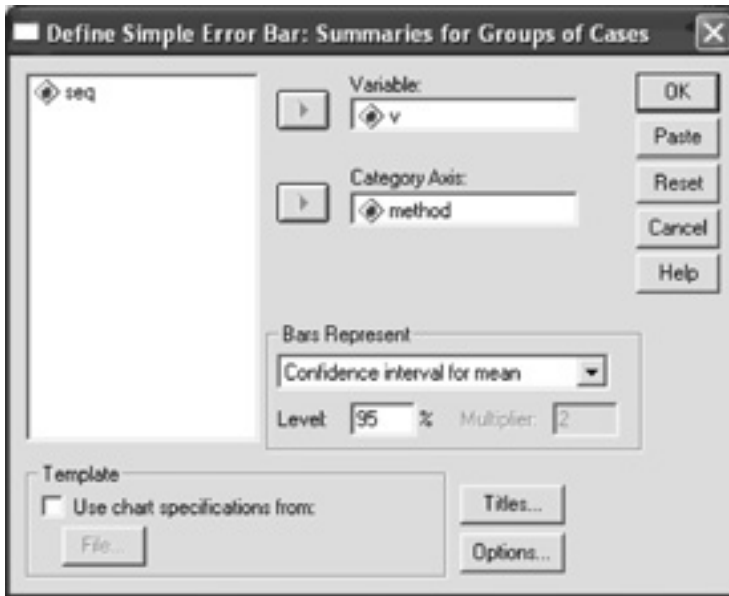 Define Simple Error Bar: Summaries for Groups of Cases
seq
Variable:
v
Category Axis:
method
OK
Paste
Reset
Cancel
Help
Bars Represent
Confidence interval for mean
Level: 95 % Multiplier: 2
Template
Use chart specifications from:
File...
Titles...
Options...